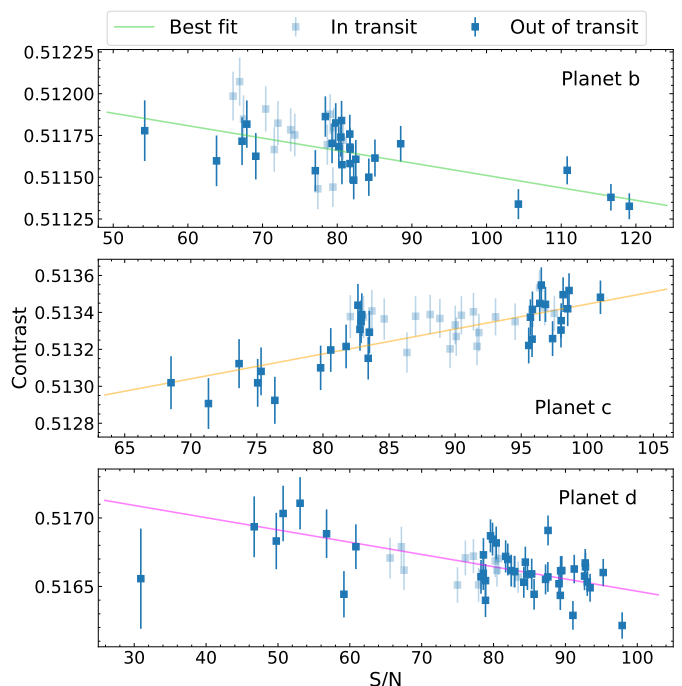 Best fit In transit Out of transit
0.51225
0.51200
0.51175
0.51150
0.51125
Planet b
50 60 70 80 90 100 110 120
0.5136
0.5134
0.5132
0.5130
0.5128
Planet c
65 70 75 80 85 90 95 100 105
Contrast
0.5170
0.5165
Planet d
30 40 50 60 70 80 90 100
S/N